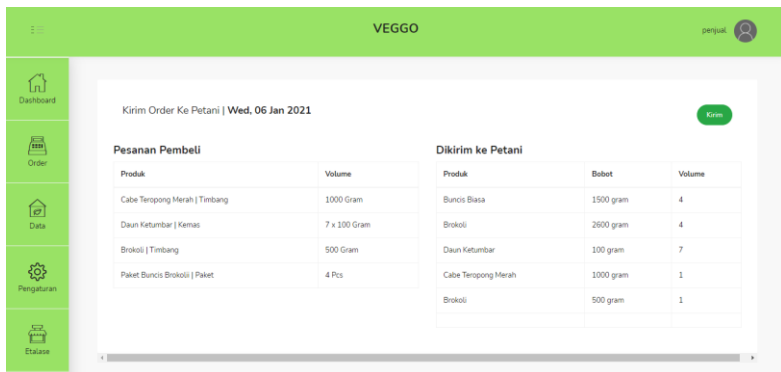 VEGGO
penjual
Dashboard
Order
Data
Pengaturan
Etalase
Kirim Order Ke Petani | Wed, 06 Jan 2021
Kirim
Pesanan Pembeli
Produk Volume
Cabe Teropong Merah | Timbang 1000 Gram
Daun Ketumbar | Kemas 7 x 100 Gram
Brokoli | Timbang 500 Gram
Paket Buncis Brokolii | Paket 4 Pcs
Dikirim ke Petani
Produk Bobot Volume
Buncis Biasa 1500 gram 4
Brokoli 2600 gram 4
Daun Ketumbar 100 gram 7
Cabe Teropong Merah 1000 gram 1
Brokoli 500 gram 1